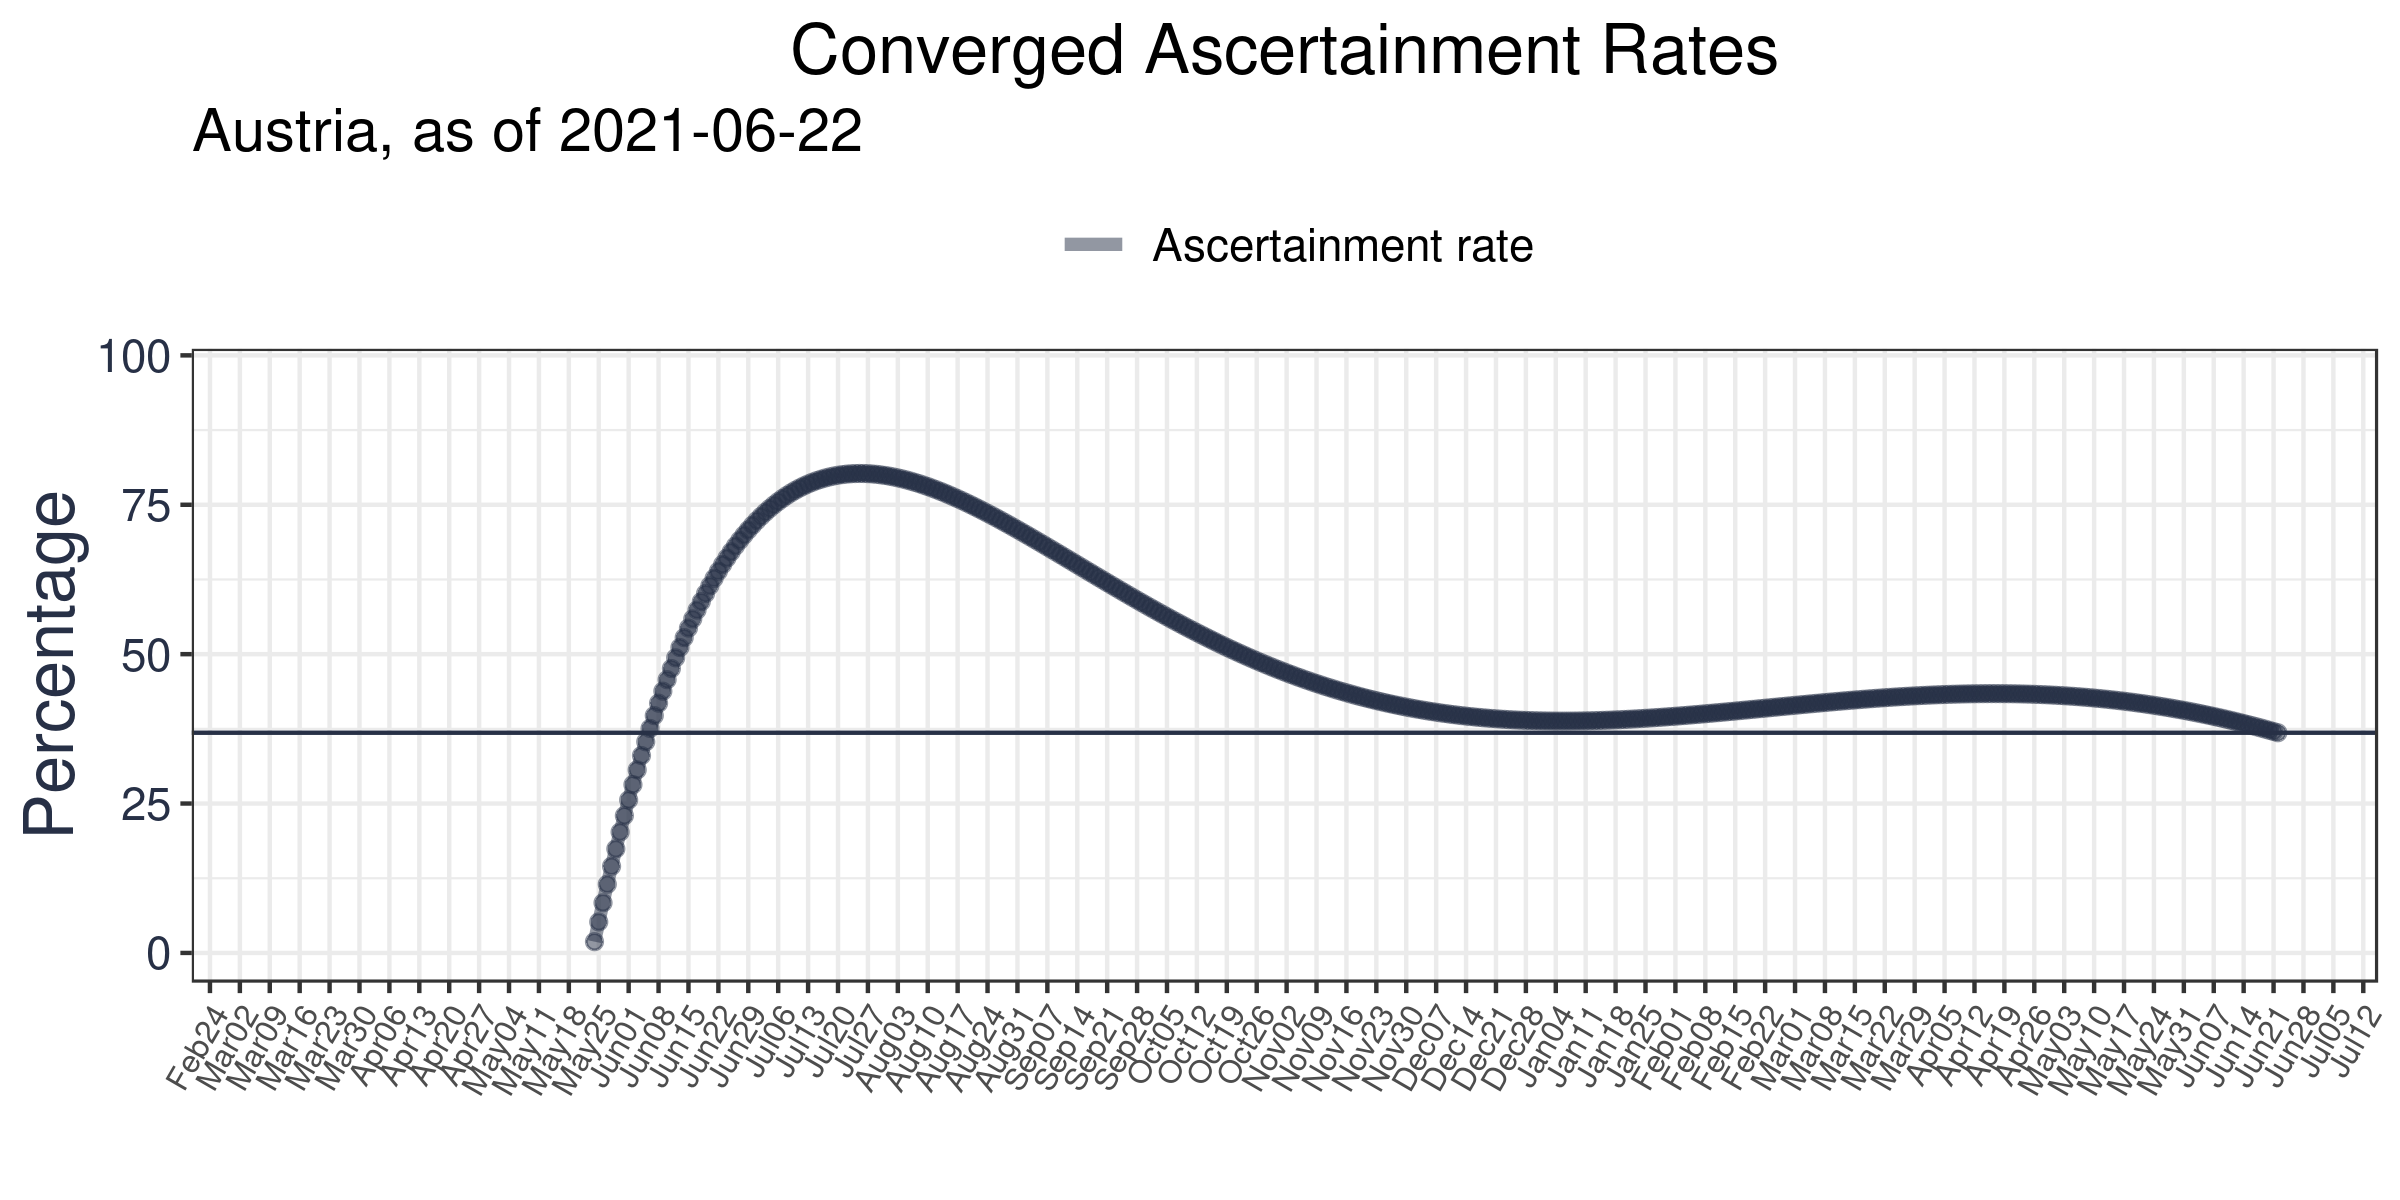 Converged Ascertainment Rates
Austria, as of 2021-06-22
Ascertainment rate
Percentage
100
75
50
25
0
Feb24
Mar02
Mar09
Mar16
Mar23
Mar30
Apr06
Apr13
Apr20
Apr27
May04
May11
May18
May25
Jun01
Jun08
Jun15
Jun22
Jun29
Jul06
Jul13
Jul20
Jul27
Aug03
Aug10
Aug17
Aug24
Aug31
Sep07
Sep14
Sep21
Sep28
Oct05
Oct12
Oct19
Oct26
Nov02
Nov09
Nov16
Nov23
Nov30
Dec07
Dec14
Dec21
Dec28
Jan04
Jan11
Jan18
Jan25
Feb01
Feb08
Feb15
Feb22
Mar01
Mar08
Mar15
Mar22
Mar29
Apr05
Apr12
Apr19
Apr26
May03
May10
May17
May24
May31
May07
Jun14
Jun21
Jun28
Jul05
Jul12